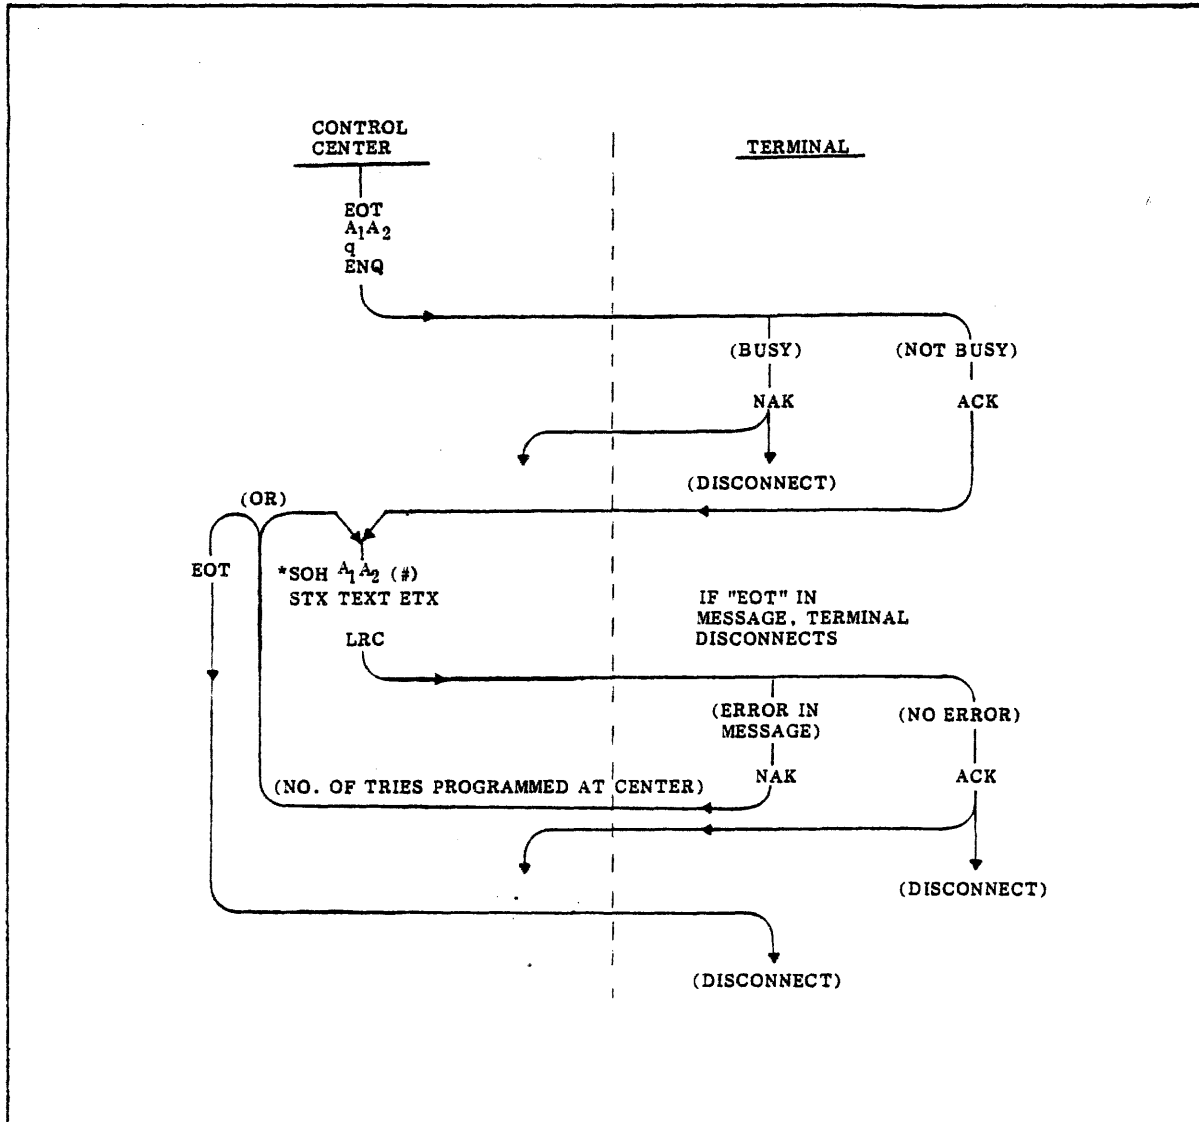 CONTROL
CENTER
TERMINAL
EOT
A1A2
q
ENQ
(BUSY)
(NOT BUSY)
NAK
ACK
(DISCONNECT)
(OR)
EOT
*SOH A1A2 (#)
STX TEXT ETX
LRC
IF "EOT" IN
MESSAGE, TERMINAL
DISCONNECTS
(ERROR IN
MESSAGE)
(NO ERROR)
NAK
ACK
(NO. OF TRIES PROGRAMMED AT CENTER)
(DISCONNECT)
(DISCONNECT)